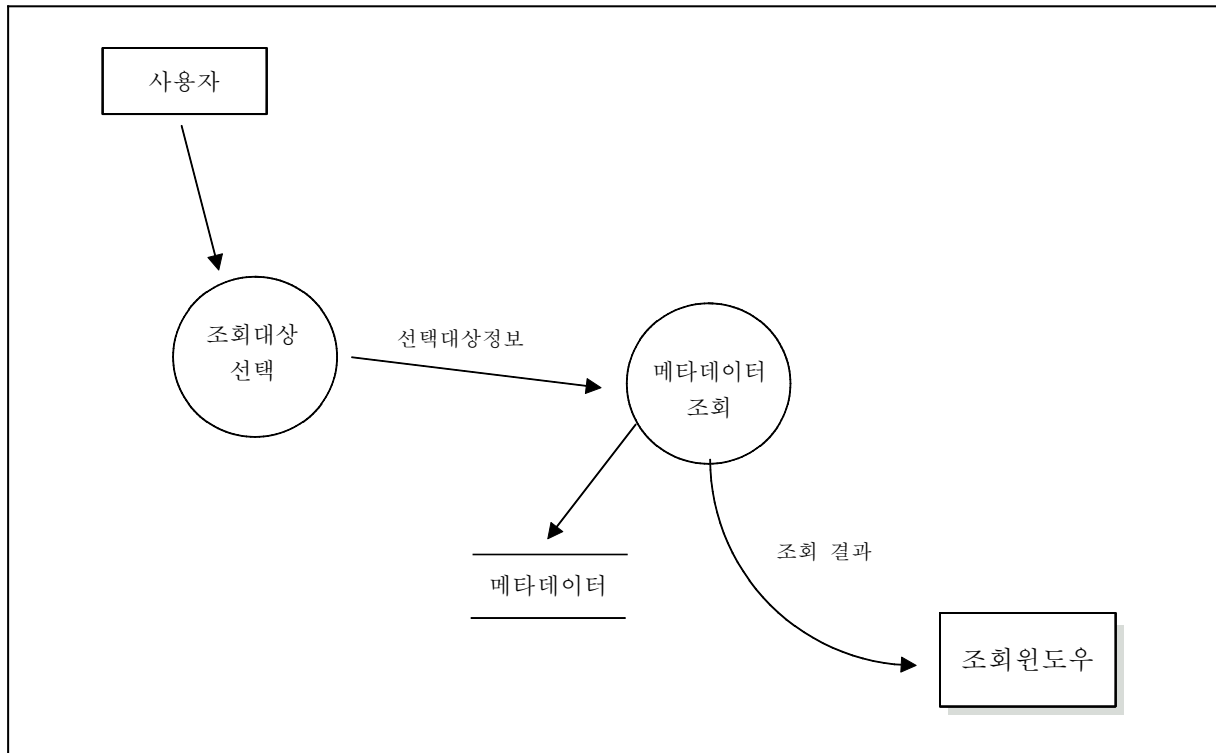 사용자
조회대상
선택
선택대상정보
메타데이터
조회
메타데이터
조회 결과
조회윈도우